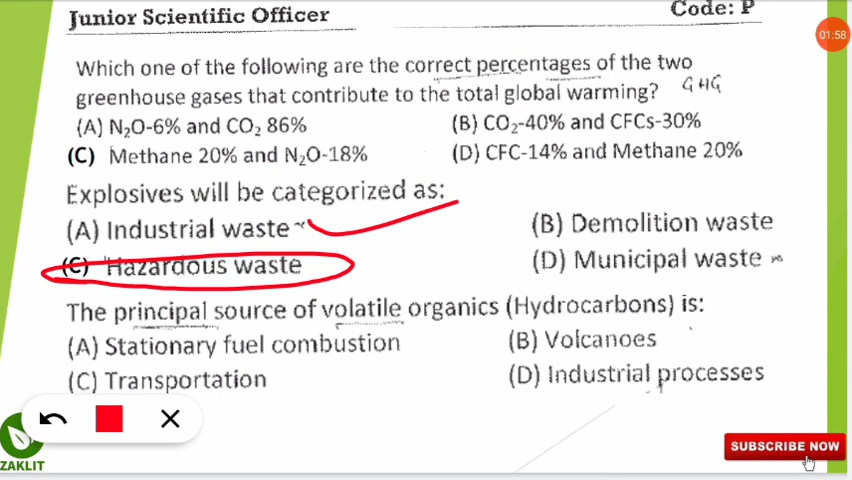 Junior Scientific Officer
Code: P
01:58
Which one of the following are the correct percentages of the two
greenhouse gases that contribute to the total global warming? GHG
(A) N₂O-6% and CO₂ 86%
(B) CO₂-40% and CFCs-30%
(C) Methane 20% and N₂O-18%
(D) CFC-14% and Methane 20%
Explosives will be categorized as:
(A) Industrial waste
(B) Demolition waste
(C) Hazardous waste
(D) Municipal waste
The principal source of volatile organics (Hydrocarbons) is:
(A) Stationary fuel combustion
(B) Volcanoes
(C) Transportation
(D) Industrial processes
ZAKLIT
SUBSCRIBE NOW